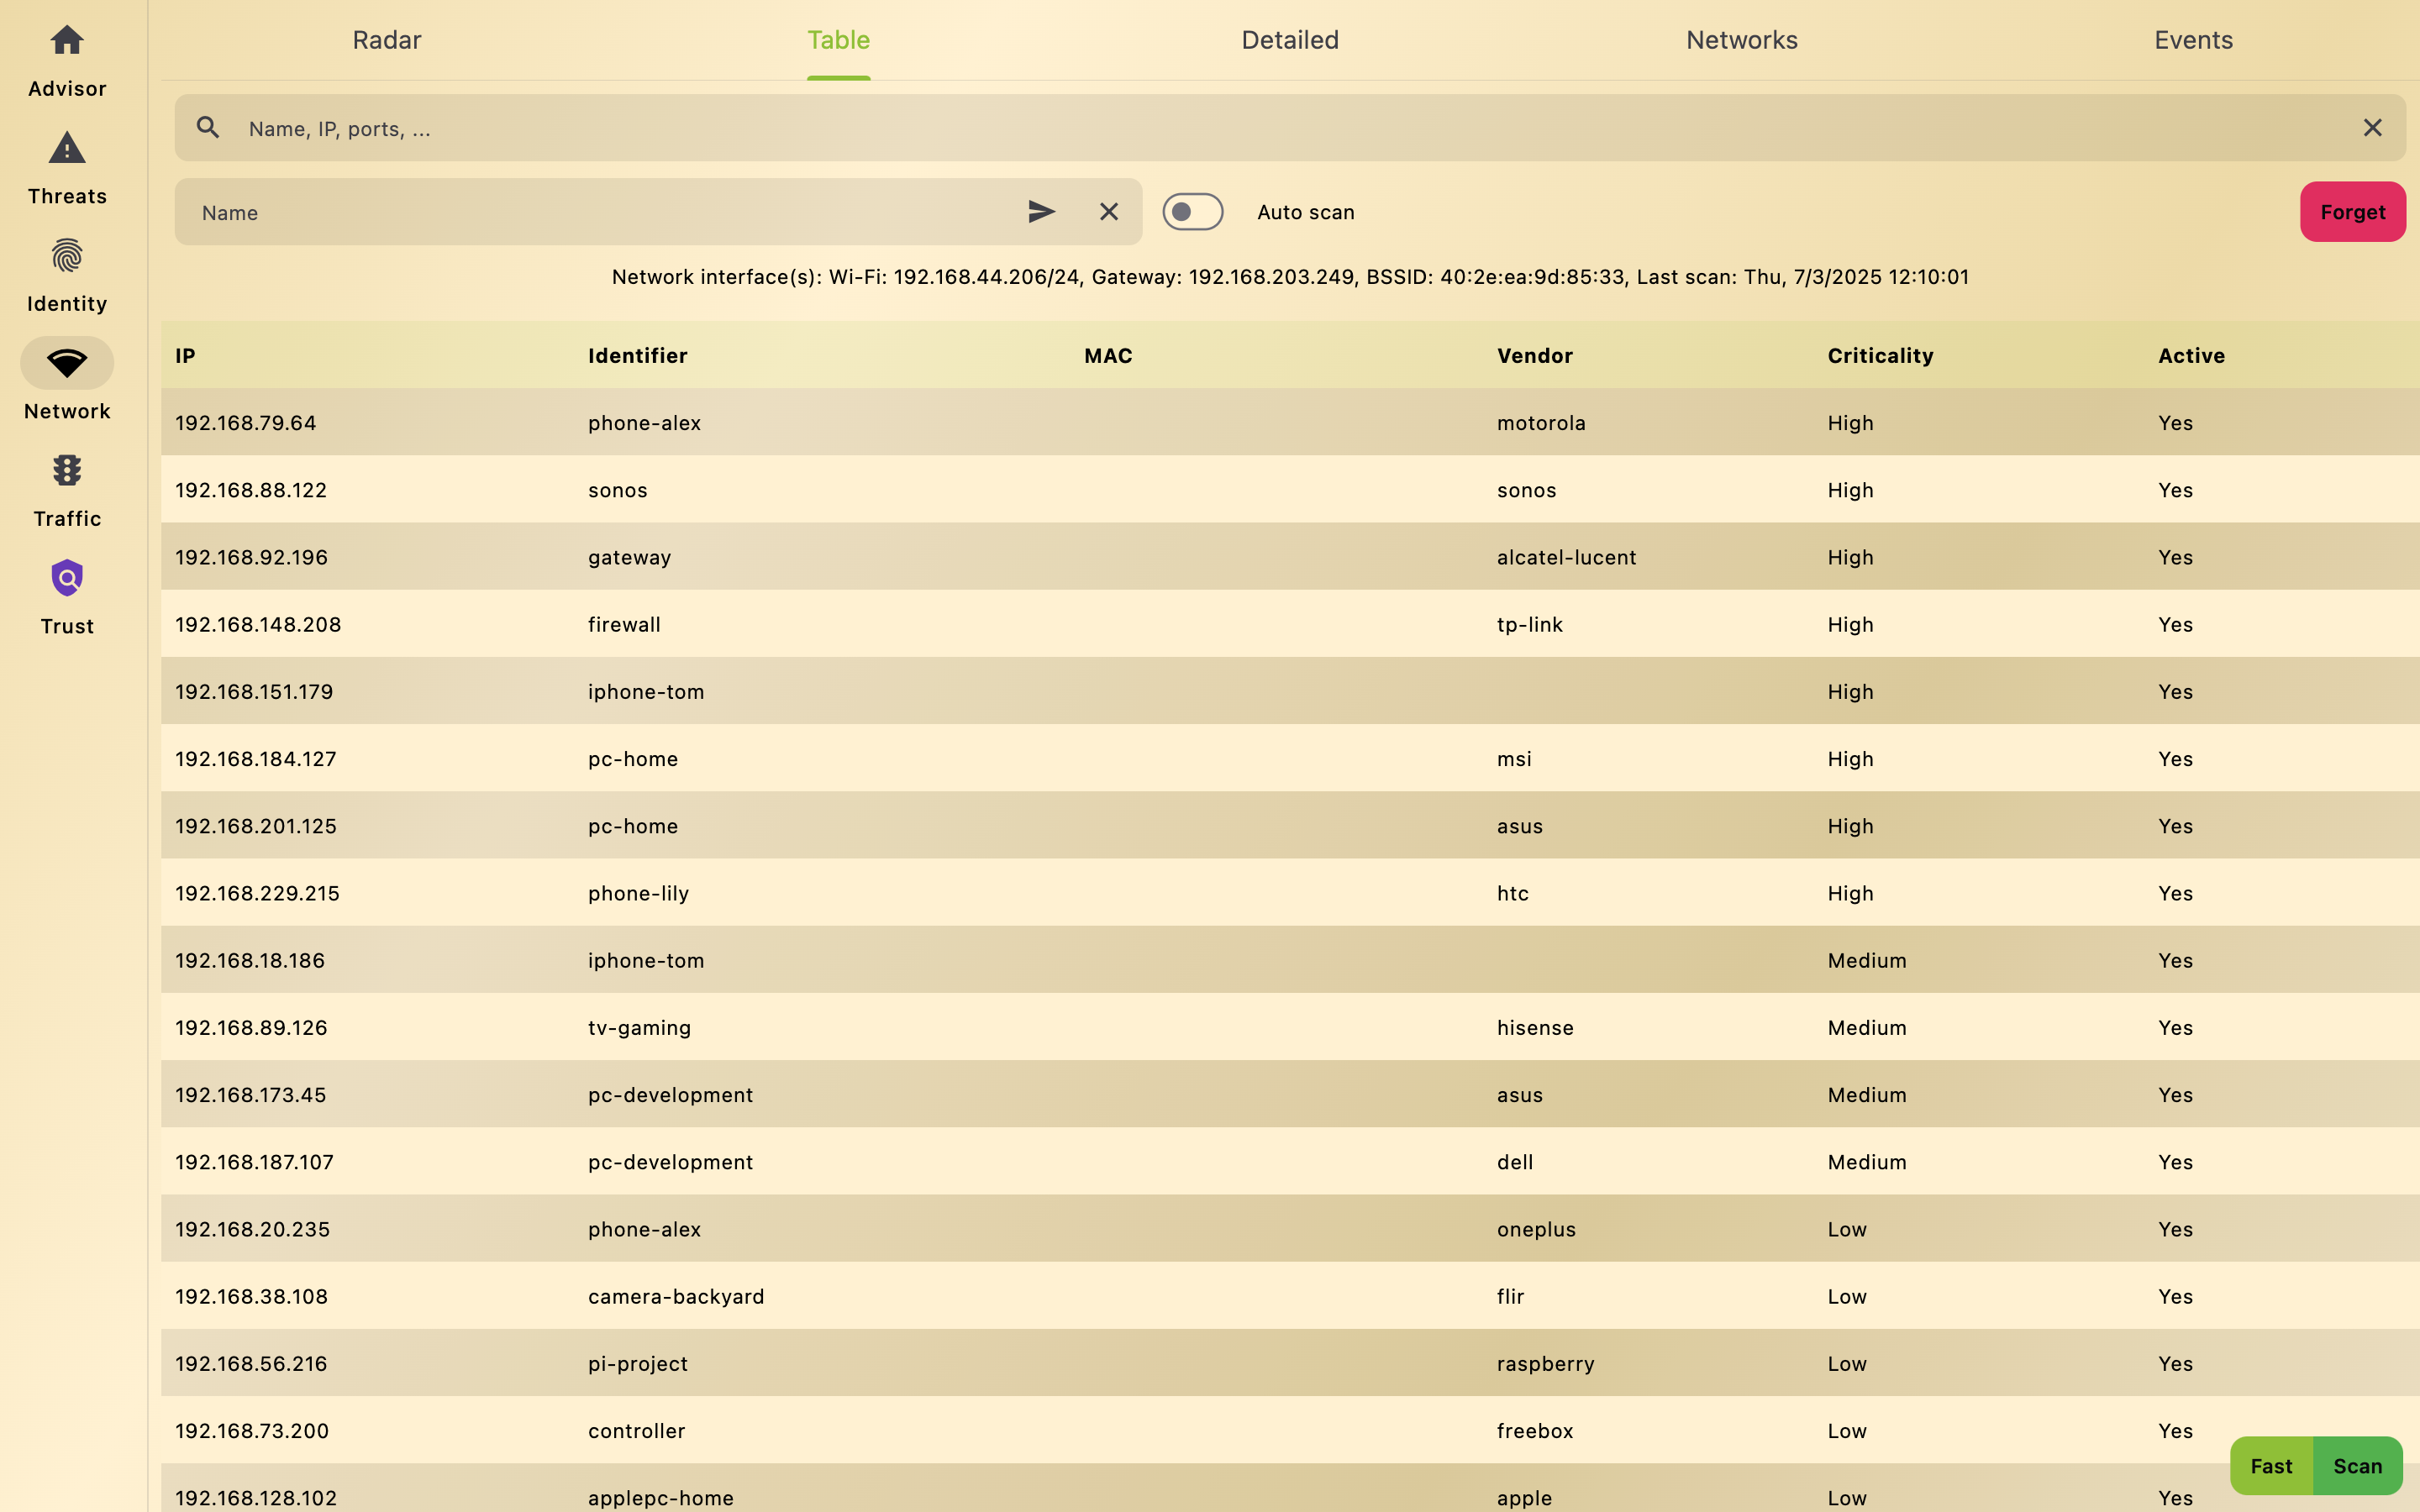 Advisor
Threats
Identity
Network
Traffic
Trust
Radar Table Detailed Networks Events
Name, IP, ports, ...
Name Auto scan Forget
Network interface(s): Wi-Fi: 192.168.44.206/24, Gateway: 192.168.203.249, BSSID: 40:2e:ea:9d:85:33, Last scan: Thu, 7/3/2025 12:10:01
IP Identifier MAC Vendor Criticality Active
192.168.79.64 phone-alex motorola High Yes
192.168.88.122 sonos sonos High Yes
192.168.92.196 gateway alcatel-lucent High Yes
192.168.148.208 firewall tp-link High Yes
192.168.151.179 iphone-tom High Yes
192.168.184.127 pc-home msi High Yes
192.168.201.125 pc-home asus High Yes
192.168.229.215 phone-lily htc High Yes
192.168.18.186 iphone-tom Medium Yes
192.168.89.126 tv-gaming hisense Medium Yes
192.168.173.45 pc-development asus Medium Yes
192.168.187.107 pc-development dell Medium Yes
192.168.20.235 phone-alex oneplus Low Yes
192.168.38.108 camera-backyard flir Low Yes
192.168.56.216 pi-project raspberry Low Yes
192.168.73.200 controller freebox Low Yes
192.168.128.102 applepc-home apple Low Yes
Fast Scan